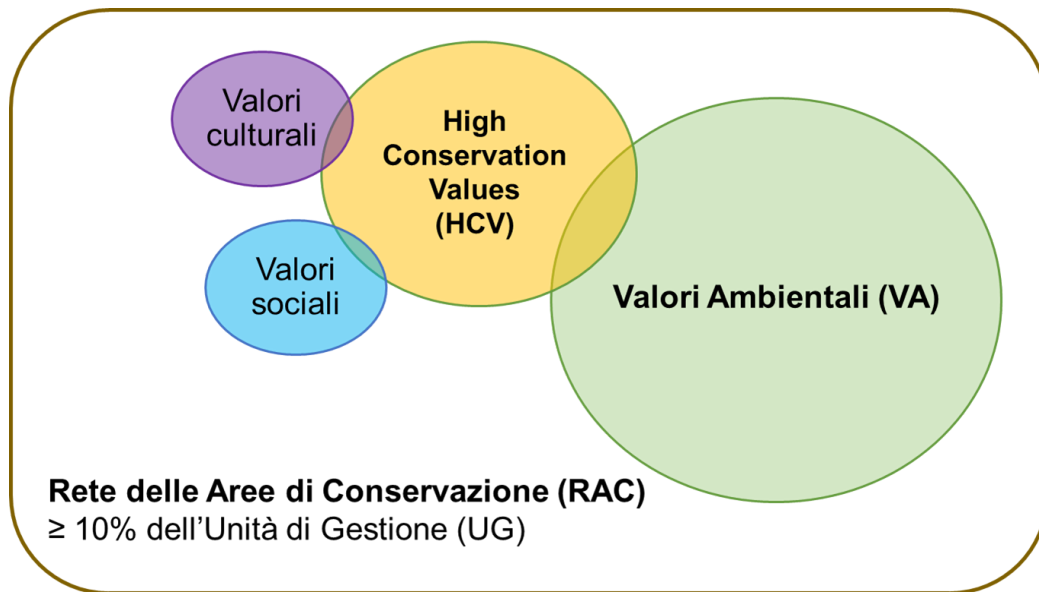 Valori
culturali
High
Conservation
Values
(HCV)
Valori
sociali
Valori Ambientali (VA)
Rete delle Aree di Conservazione (RAC)
≥ 10% dell’Unità di Gestione (UG)